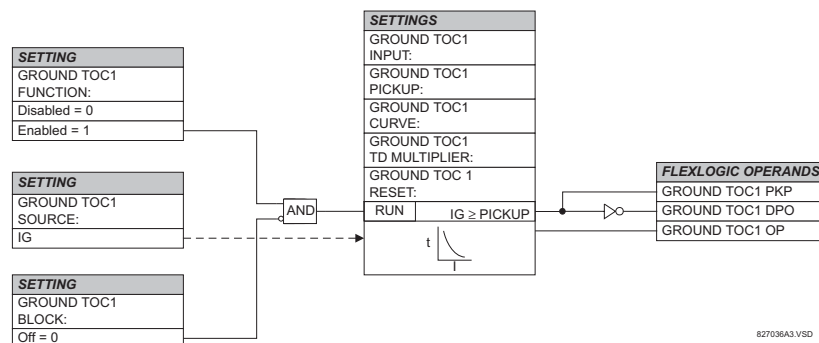 SETTING
GROUND TOC1
FUNCTION:
Disabled = 0
Enabled = 1
SETTING
GROUND TOC1
SOURCE:
IG
SETTING
GROUND TOC1
BLOCK:
Off = 0
AND
SETTINGS
GROUND TOC1
INPUT:
GROUND TOC1
PICKUP:
GROUND TOC1
CURVE:
GROUND TOC1
TD MULTIPLIER:
GROUND TOC 1
RESET:
RUN IG ≥ PICKUP
t
I
FLEXLOGIC OPERANDS
GROUND TOC1 PKP
GROUND TOC1 DPO
GROUND TOC1 OP
827036A3.VSD